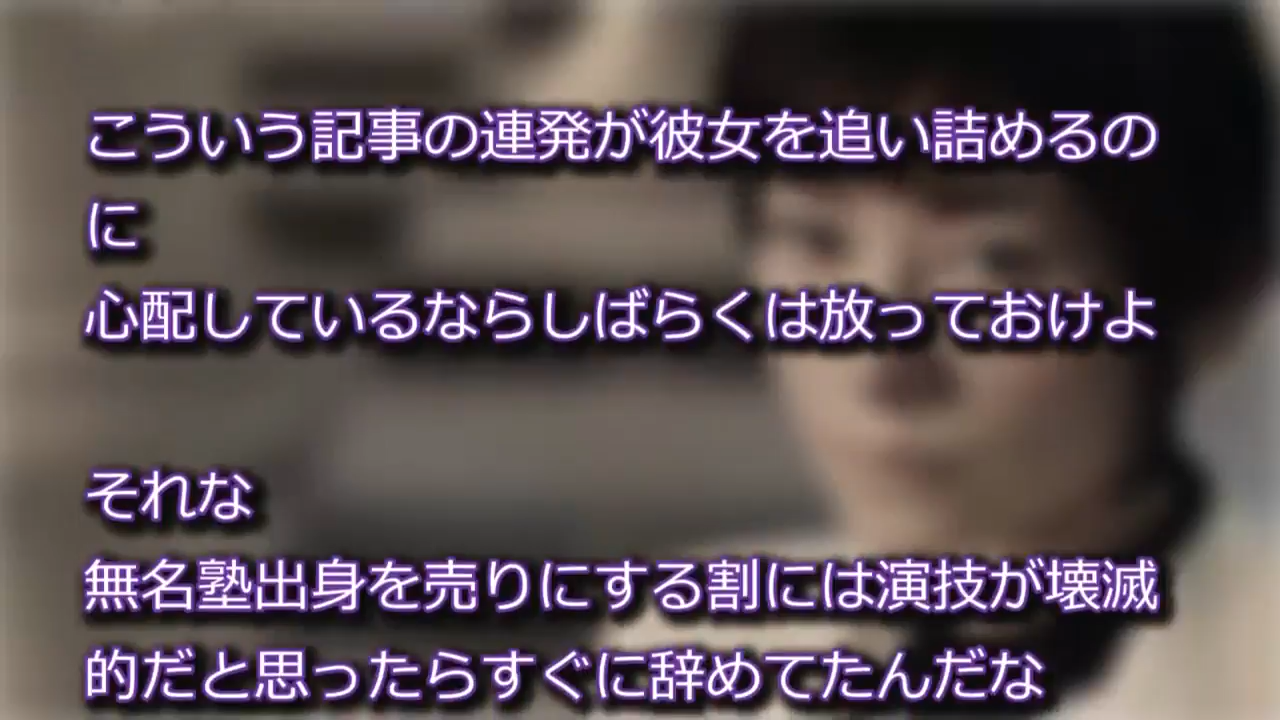 こういう記事の連発が彼女を追い詰めるの
に
心配しているならしばらくは放っておけよ
それな
無名塾出身を売りにする割には演技が壊滅
的だと思ったらすぐに辞めてたんだな